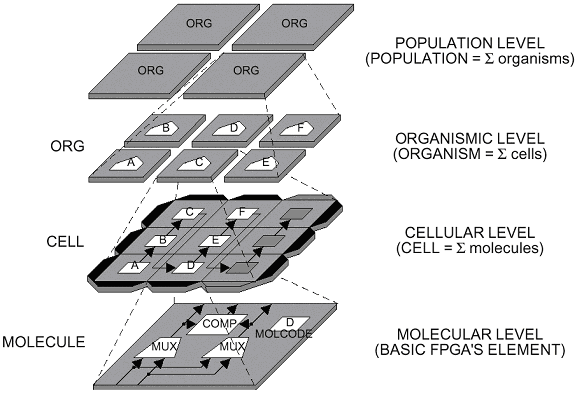 ORG ORG
ORG ORG
POPULATION LEVEL
(POPULATION = Σ organisms)
ORG
B D F
A C E
ORGANISMIC LEVEL
(ORGANISM = Σ cells)
CELL
C F
B E
A D
CELLULAR LEVEL
(CELL = Σ molecules)
MOLECULE
COMP D
MOLCODE
MUX MUX
MOLECULAR LEVEL
(BASIC FPGA'S ELEMENT)